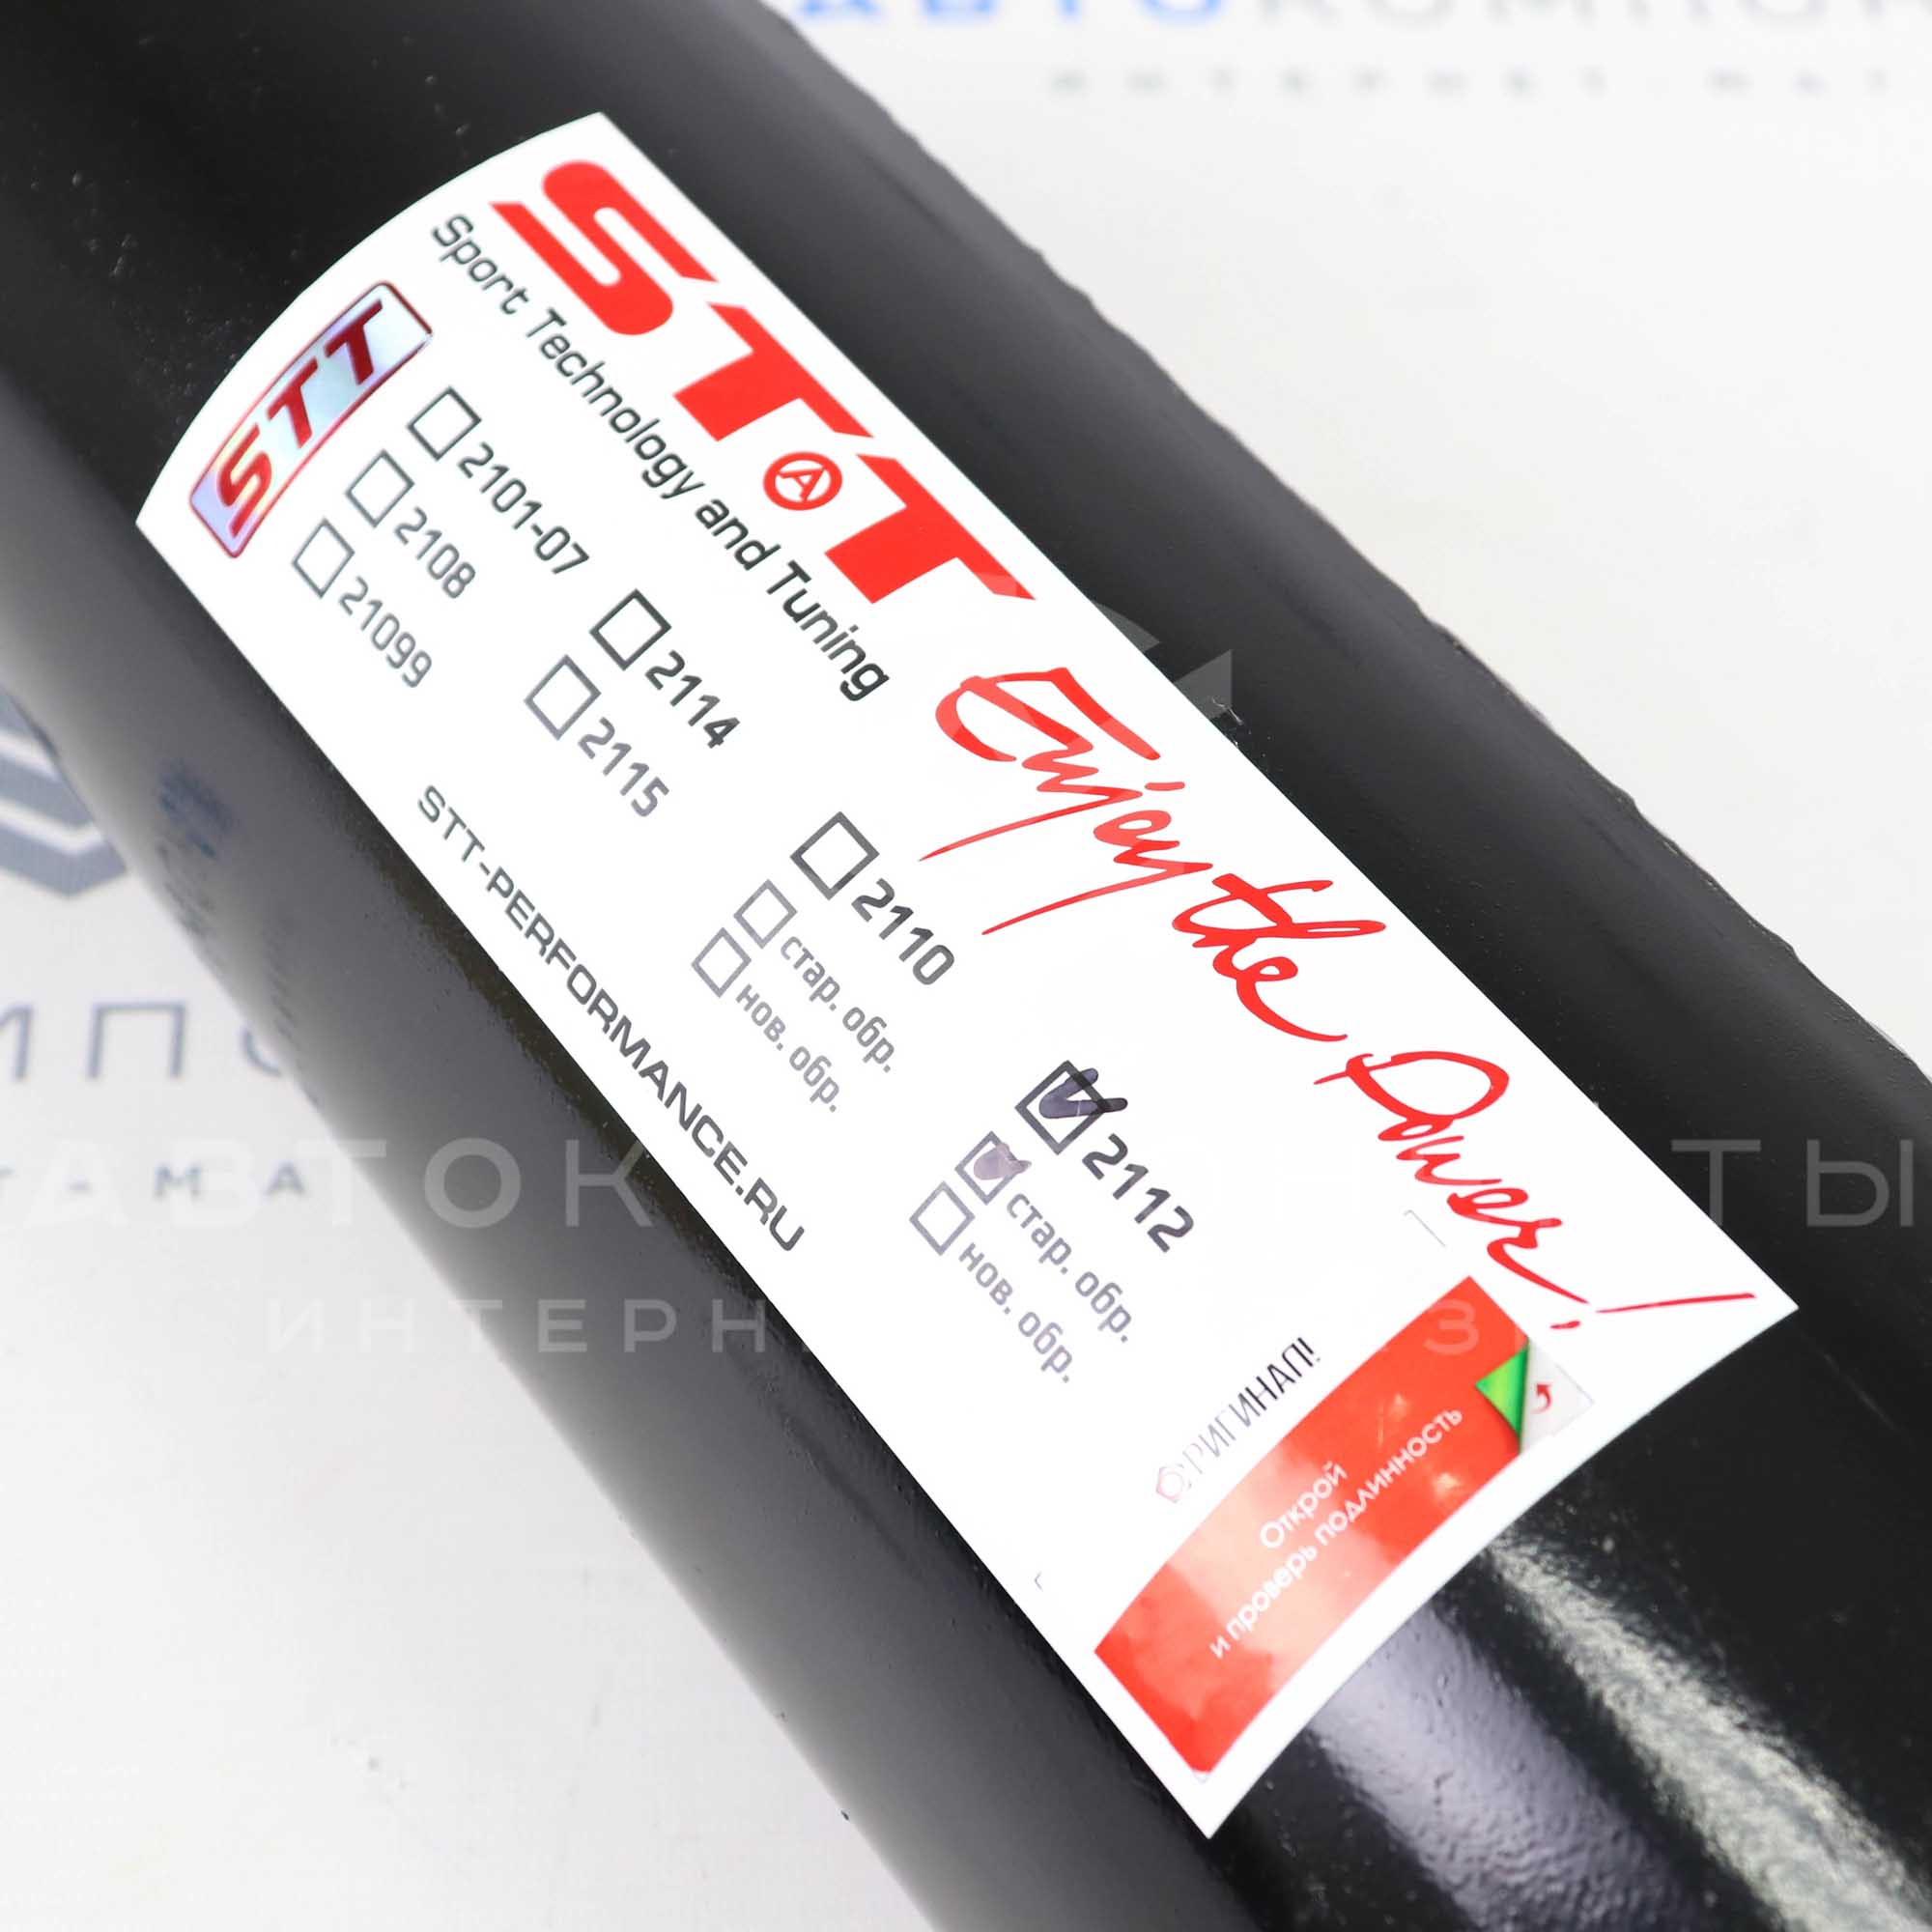 STT
Sport Technology and Tuning
Enjoy the Power!
STT
2101-07
2108
21099
2114
2115
2110
стар. обр.
нов. обр.
2112
стар. обр.
нов. обр.
STT-PERFORMANCE.RU
ОРИГИНАЛ!
Открой
и проверь подлинность